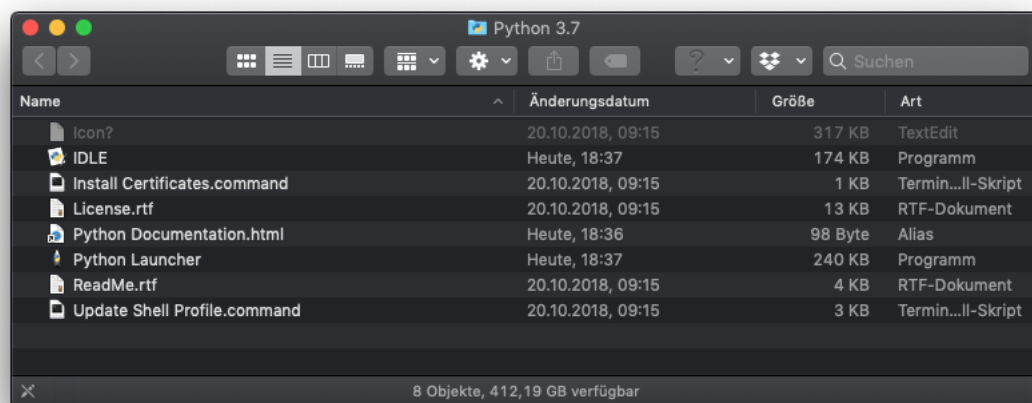 Python 3.7
Suchen
Name Änderungsdatum Größe Art
Icon? 20.10.2018, 09:15 317 KB TextEdit
IDLE Heute, 18:37 174 KB Programm
Install Certificates.command 20.10.2018, 09:15 1 KB Termin...ll-Skript
License.rtf 20.10.2018, 09:15 13 KB RTF-Dokument
Python Documentation.html Heute, 18:36 98 Byte Alias
Python Launcher Heute, 18:37 240 KB Programm
ReadMe.rtf 20.10.2018, 09:15 4 KB RTF-Dokument
Update Shell Profile.command 20.10.2018, 09:15 3 KB Termin...ll-Skript
8 Objekte, 412,19 GB verfügbar